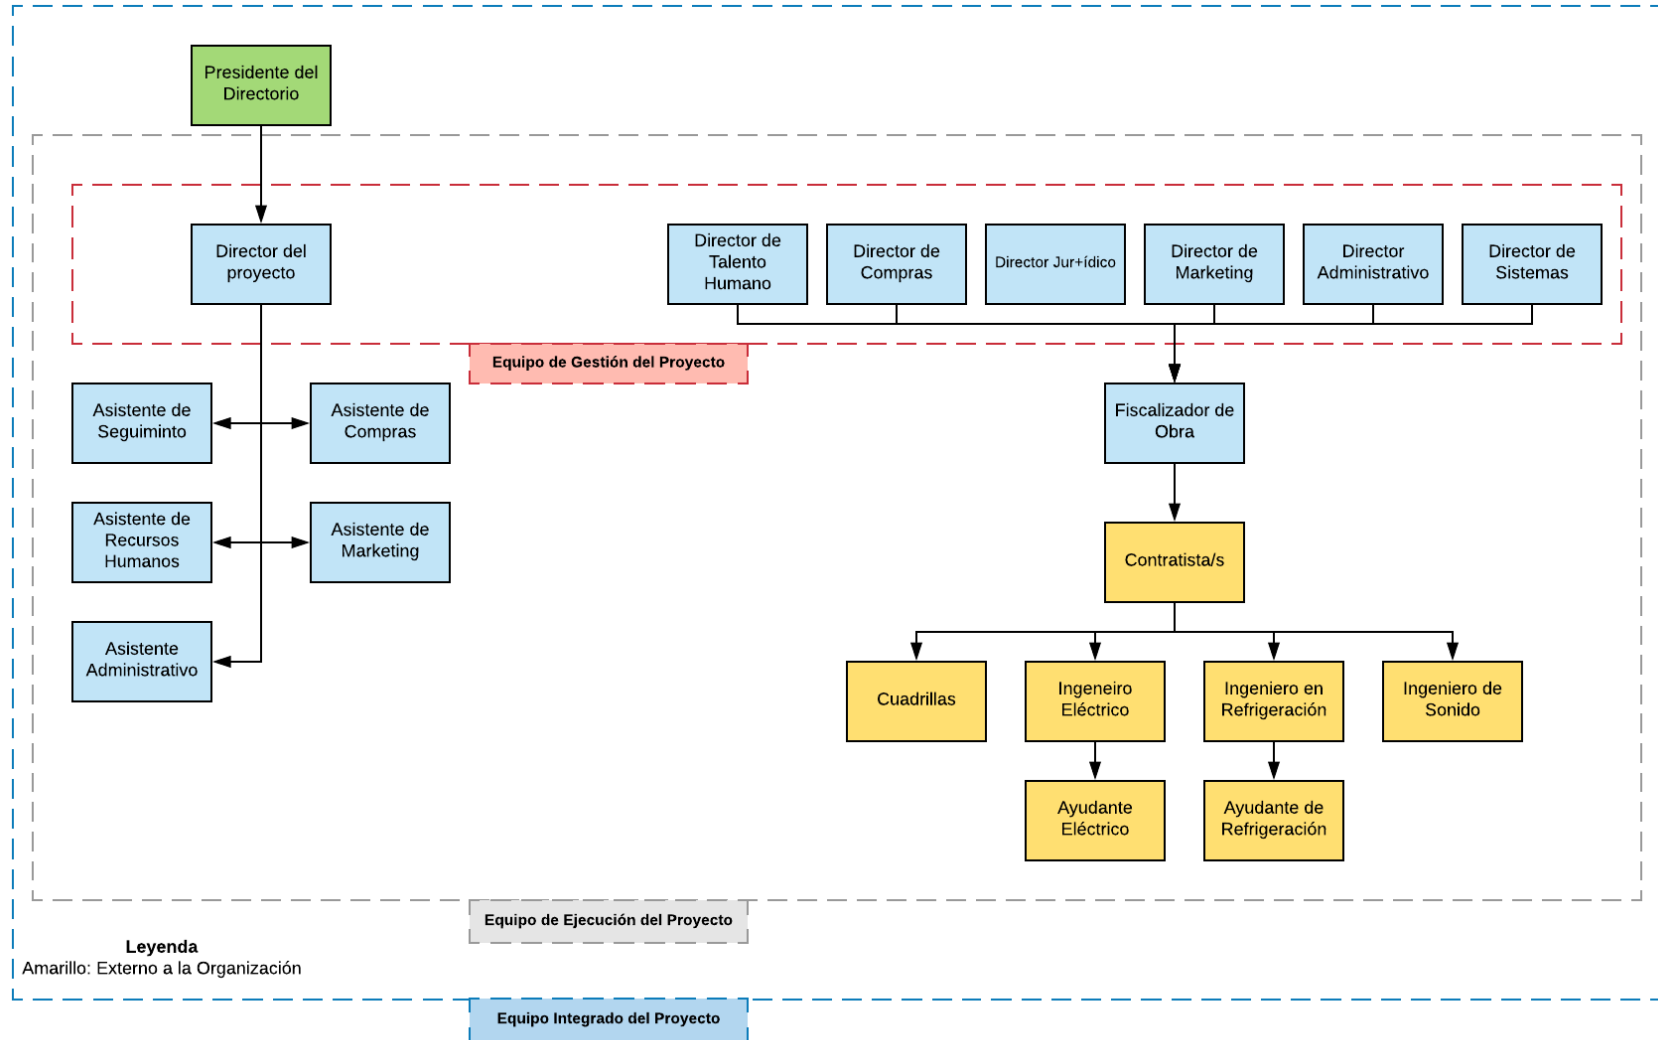 Presidente del
Directorio
Director del
proyecto
Director de
Talento
Humano
Director de
Compras
Director Jur+ídico
Director de
Marketing
Director
Administrativo
Director de
Sistemas
Equipo de Gestión del Proyecto
Asistente de
Seguiminto
Asistente de
Compras
Fiscalizador de
Obra
Asistente de
Recursos
Humanos
Asistente de
Marketing
Contratista/s
Asistente
Administrativo
Cuadrillas
Ingeneiro
Eléctrico
Ingeniero en
Refrigeración
Ingeniero de
Sonido
Ayudante
Eléctrico
Ayudante de
Refrigeración
Equipo de Ejecución del Proyecto
Leyenda
Amarillo: Externo a la Organización
Equipo Integrado del Proyecto